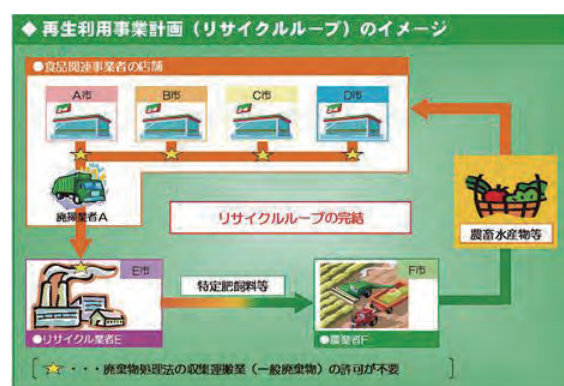 ◆再生利用事業計画（リサイクルループ）のイメージ
●食品関連事業者の店舗
A市
B市
C市
D市
廃掃業者A
リサイクルループの完結
農畜水産物等
E市
特定肥飼料等
F市
●リサイクル業者E
●農業者F
［☆・・・廃棄物処理法の収集運搬業（一般廃棄物）の許可が不要］